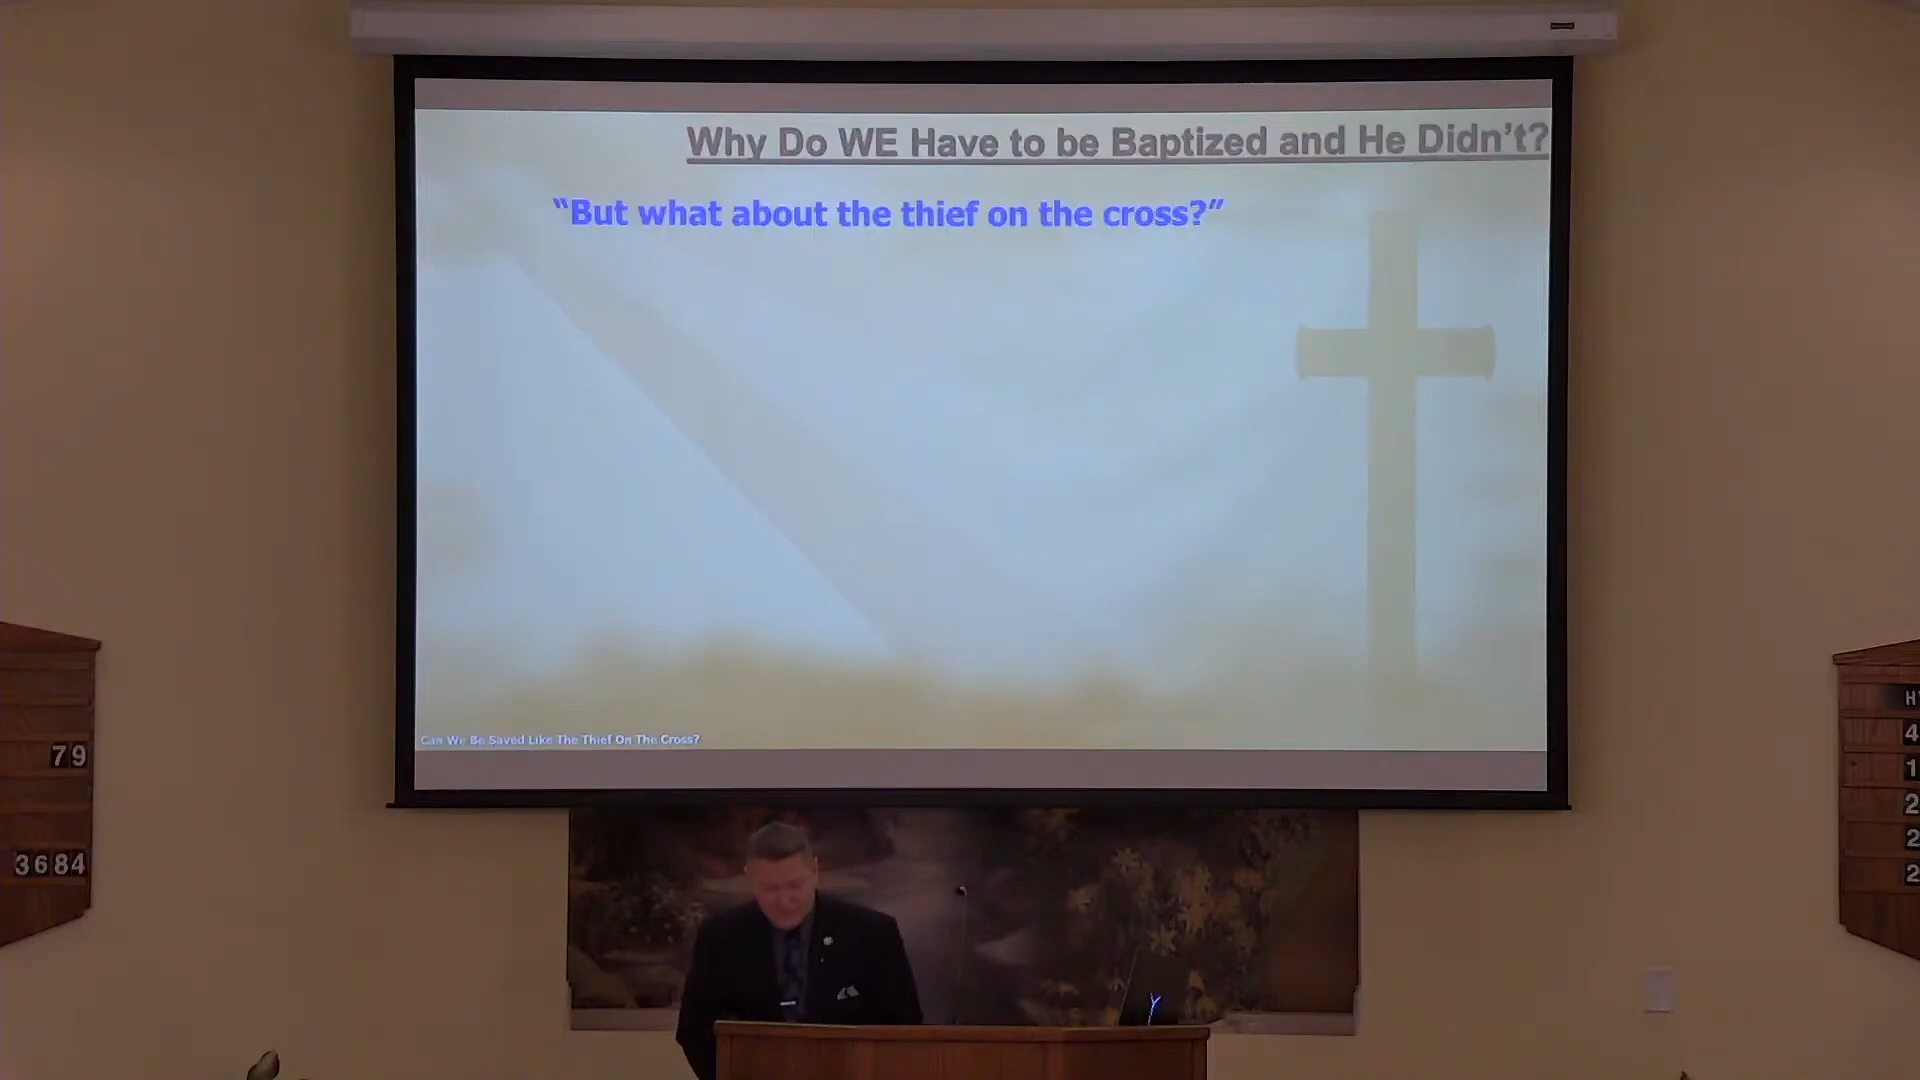 Why Do WE Have to be Baptized and He Didn't?
“But what about the thief on the cross?”
Can We Be Saved Like The Thief On The Cross?
79
3684
H
4
1
2
2
2